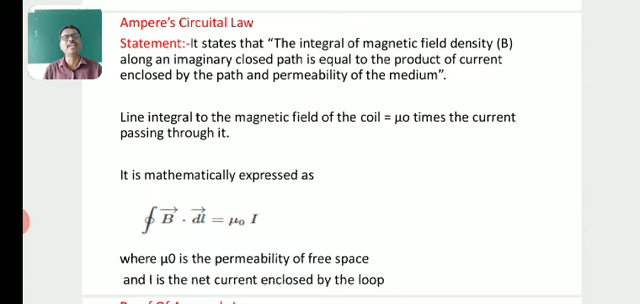 Ampere's Circuital Law
Statement:-It states that “The integral of magnetic field density (B)
along an imaginary closed path is equal to the product of current
enclosed by the path and permeability of the medium”.
Line integral to the magnetic field of the coil = μo times the current
passing through it.
It is mathematically expressed as
∮ B⃗ . dl⃗ = μ₀ I
where μ0 is the permeability of free space
and I is the net current enclosed by the loop